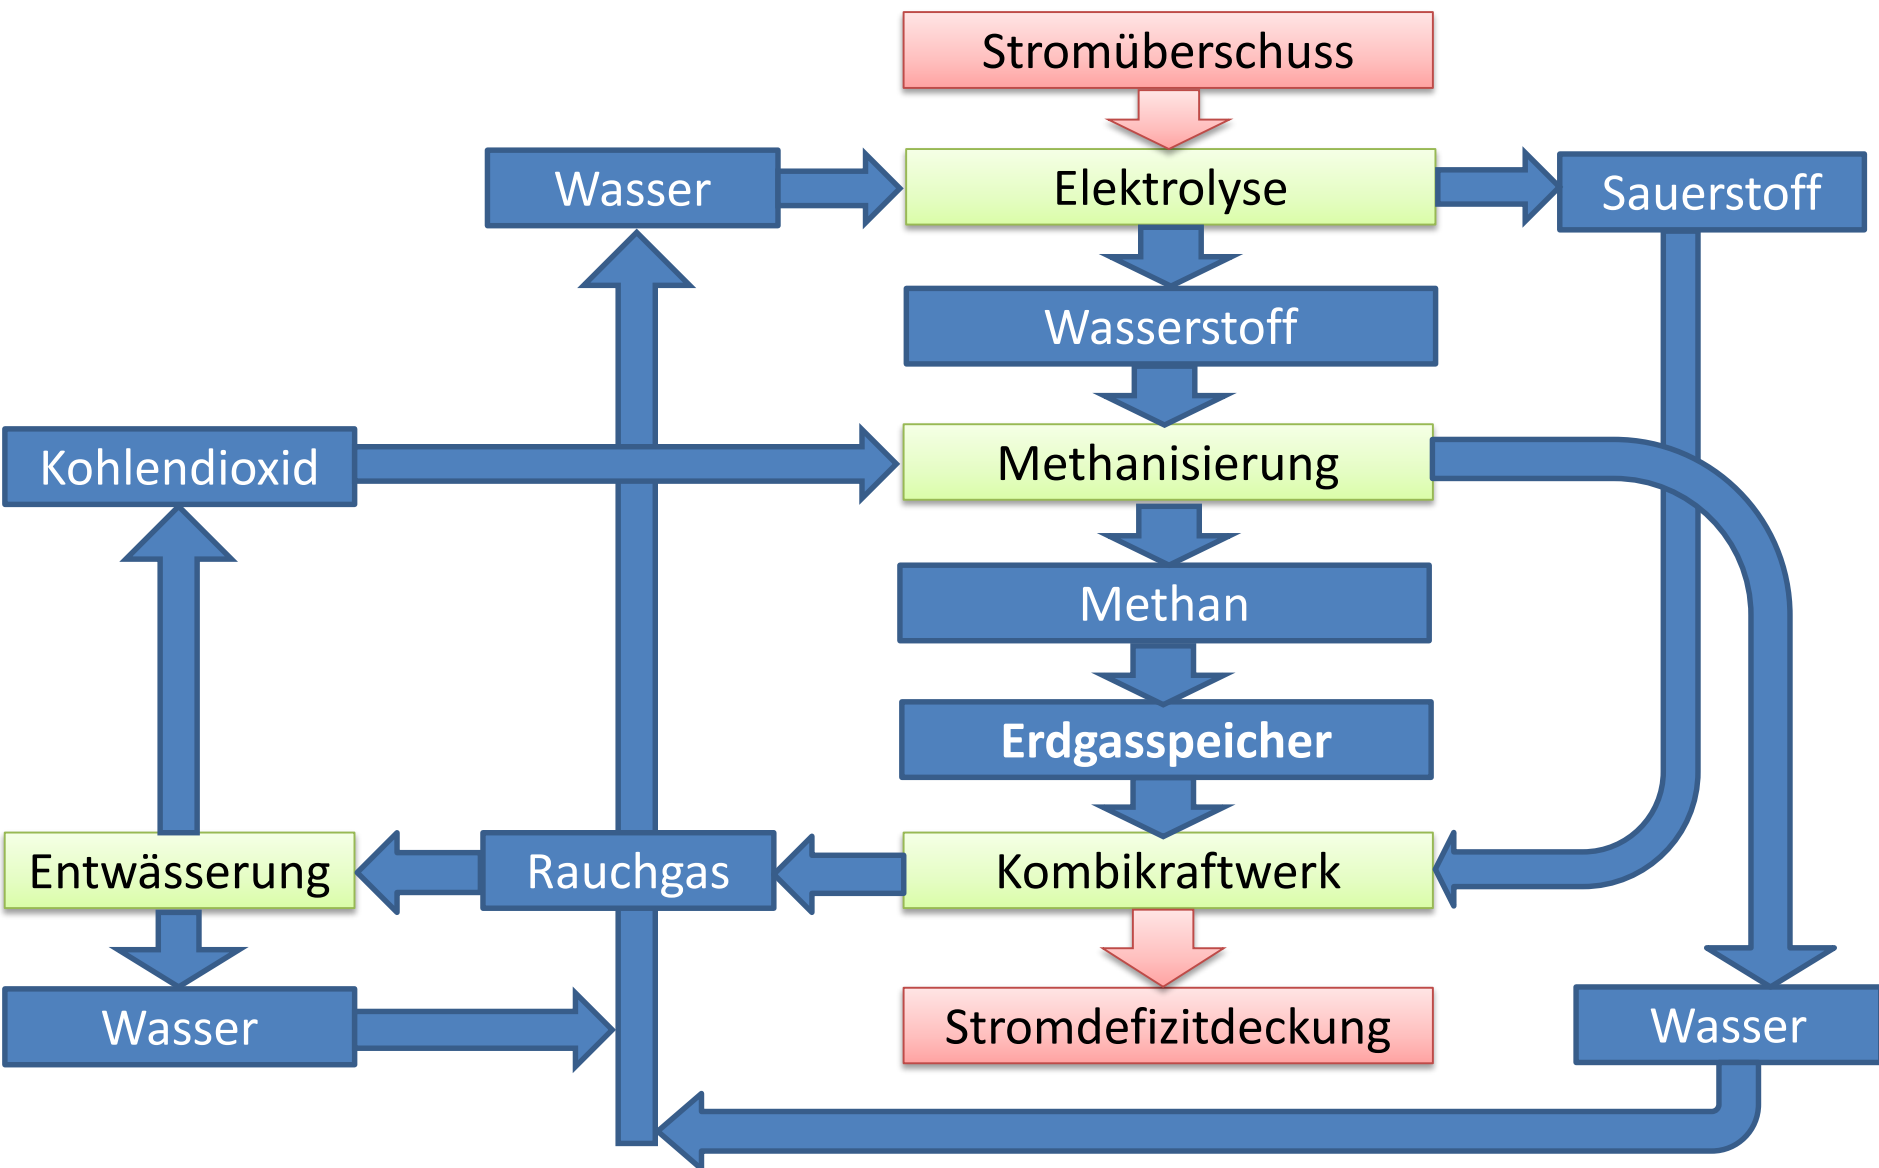 Stromüberschuss
Wasser
Elektrolyse
Sauerstoff
Wasserstoff
Kohlendioxid
Methanisierung
Methan
Erdgasspeicher
Entwässerung
Rauchgas
Kombikraftwerk
Wasser
Stromdefizitdeckung
Wasser